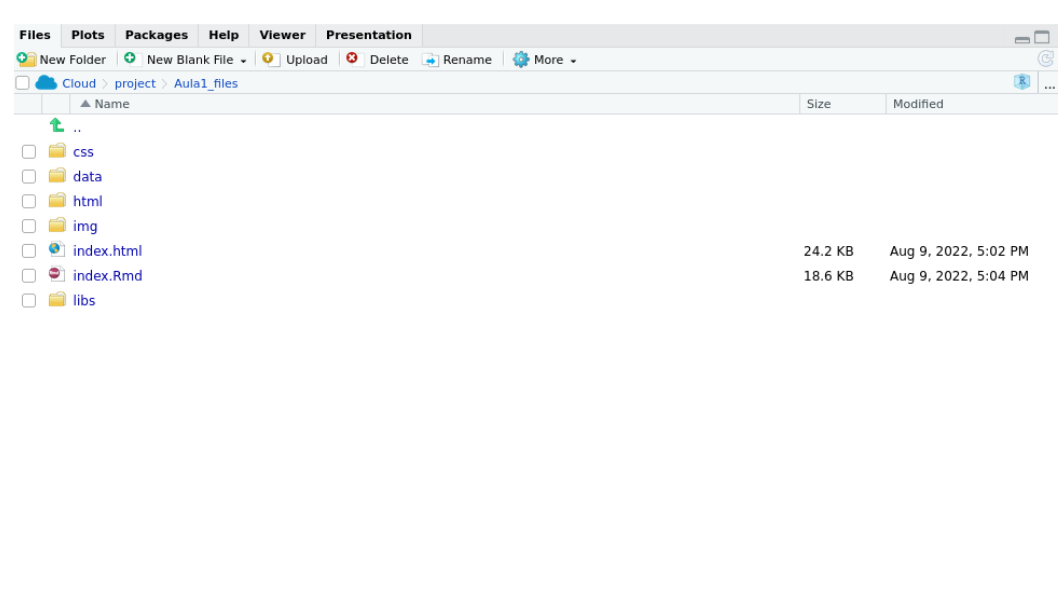 Files Plots Packages Help Viewer Presentation
New Folder New Blank File Upload Delete Rename More
Cloud project Aula1_files R ...
Name Size Modified
..
css
data
html
img
index.html 24.2 KB Aug 9, 2022, 5:02 PM
index.Rmd 18.6 KB Aug 9, 2022, 5:04 PM
libs